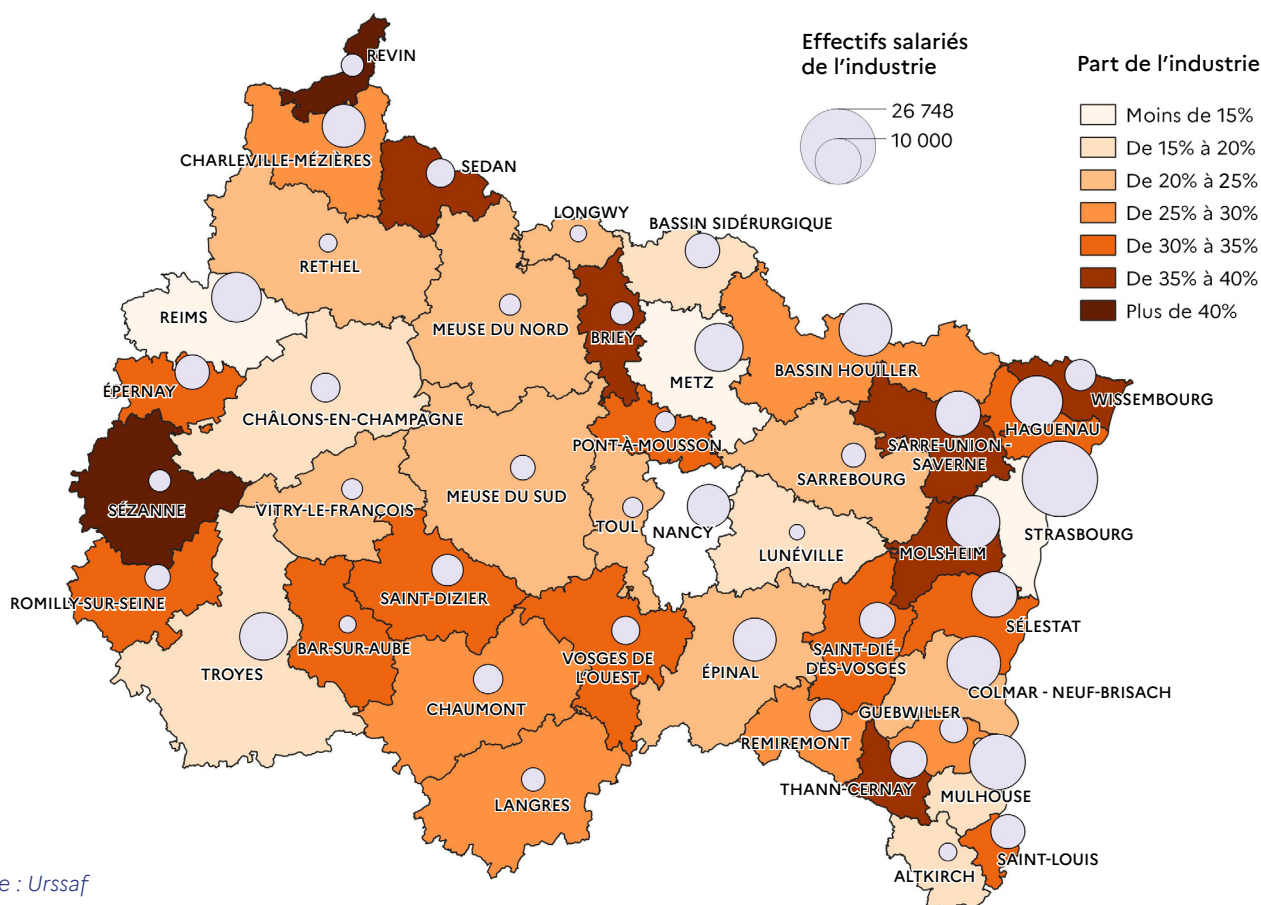 Effectifs salariés
de l'industrie
26 748
10 000
Part de l'industrie
Moins de 15%
De 15% à 20%
De 20% à 25%
De 25% à 30%
De 30% à 35%
De 35% à 40%
Plus de 40%
REVIN
CHARLEVILLE-MÉZIÈRES
SEDAN
LONGWY
BASSIN SIDÉRURGIQUE
RETHEL
REIMS
MEUSE DU NORD
BRIEY
METZ
BASSIN HOUILLER
ÉPERNAY
WISSEMBOURG
CHÂLONS-EN-CHAMPAGNE
HAGUENAU
PONT-À-MOUSSON
SARRE-UNION -
SAVERNE
SARREBOURG
MEUSE DU SUD
SÉZANNE
VITRY-LE-FRANÇOIS
TOUL
NANCY
STRASBOURG
LUNÉVILLE
MOLSHEIM
ROMILLY-SUR-SEINE
SAINT-DIZIER
SÉLESTAT
BAR-SUR-AUBE
SAINT-DIÉ-
DES-VOSGES
VOSGES DE
L'OUEST
TROYES
ÉPINAL
COLMAR - NEUF-BRISACH
CHAUMONT
GUEBWILLER
REMIREMONT
THANN-CERNAY
MULHOUSE
LANGRES
SAINT-LOUIS
ALTKIRCH
e : Urssaf